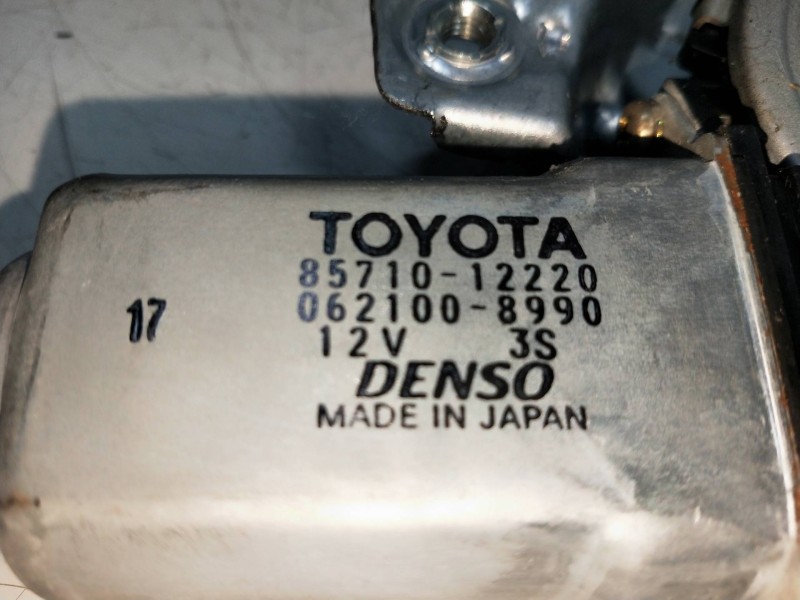 TOYOTA
85710-12220
062100-8990
17
12V 3S
DENSO
MADE IN JAPAN